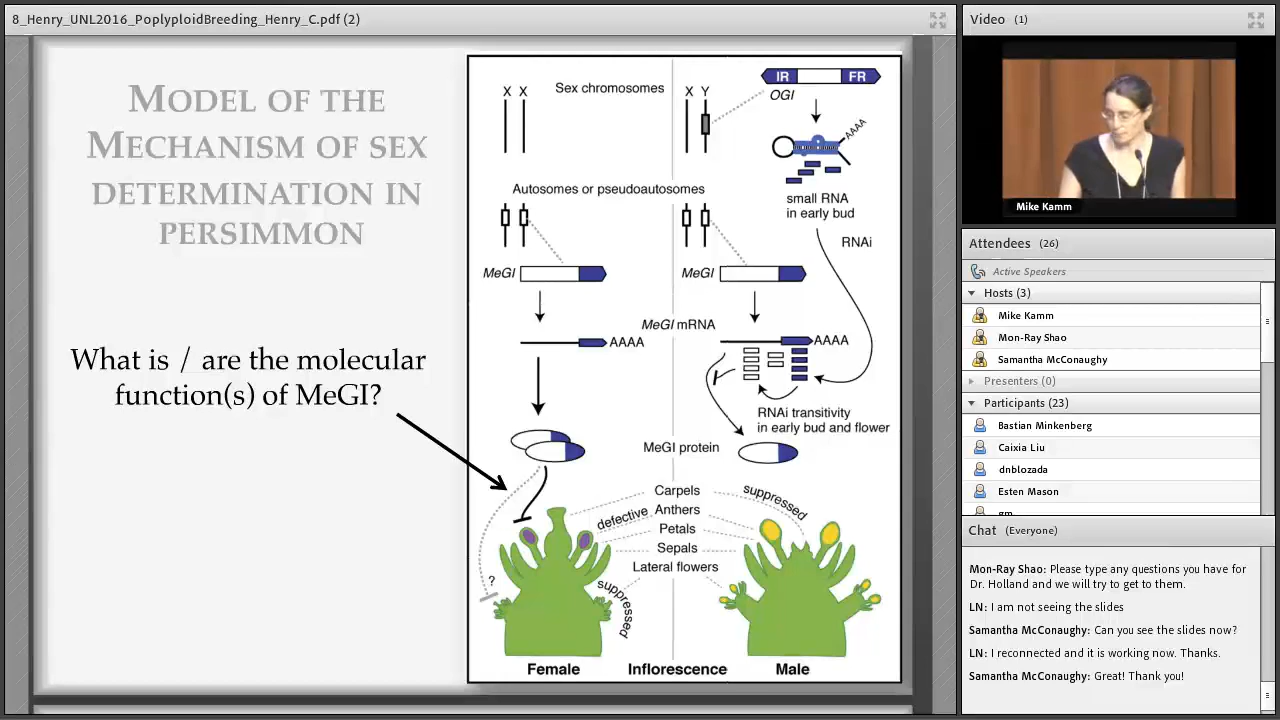 8_Henry_UNL2016_PoplyploidBreeding_Henry_C.pdf (2)
MODEL OF THE
MECHANISM OF SEX
DETERMINATION IN
PERSIMMON
What is / are the molecular
function(s) of MeGI?
X X
Sex chromosomes
X Y
IR
FR
OGI
AAAA
small RNA
in early bud
RNAi
Autosomes or pseudoautosomes
MeGI
MeGI
MeGI mRNA
AAAA
AAAA
RNAi transitivity
in early bud and flower
MeGI protein
Carpels
Anthers
Petals
Sepals
Lateral flowers
defective
suppressed
suppressed
?
Female
Inflorescence
Male
Video (1)
Mike Kamm
Attendees (26)
Active Speakers
Hosts (3)
Mike Kamm
Mon-Ray Shao
Samantha McConaughy
Presenters (0)
Participants (23)
Bastian Minkenberg
Caixia Liu
dnblozada
Esten Mason
gm
Chat (Everyone)
Mon-Ray Shao: Please type any questions you have for
Dr. Holland and we will try to get to them.
LN: I am not seeing the slides
Samantha McConaughy: Can you see the slides now?
LN: I reconnected and it is working now. Thanks.
Samantha McConaughy: Great! Thank you!